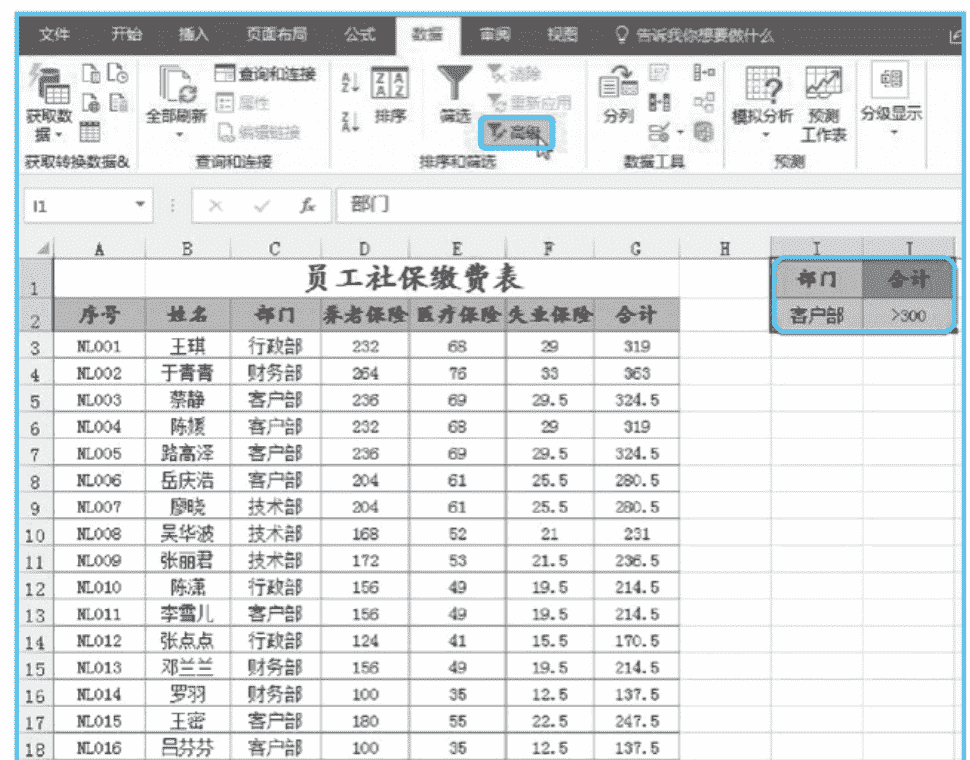 文件 开始 插入 页面布局 公式 数据 审阅 视图 告诉我你想要做什么
获取数据 全部刷新 查询和连接 属性 编辑链接 排序 筛选 清除 重新应用 高级 分列 模拟分析 预测工作表 分级显示
获取转换数据& 查询和连接 排序和筛选 数据工具 预测
I1 fx 部门
A B C D E F G H I J
1 员工社保缴费表 部门 合计
2 序号 姓名 部门 养老保险 医疗保险 失业保险 合计 客户部 >300
3 NL001 王琪 行政部 232 68 29 319
4 NL002 于青青 财务部 264 76 33 363
5 NL003 蔡静 客户部 236 69 29.5 324.5
6 NL004 陈媛 客户部 232 68 29 319
7 NL005 路高泽 客户部 236 69 29.5 324.5
8 NL006 岳庆浩 客户部 204 61 25.5 280.5
9 NL007 廖晓 技术部 204 61 25.5 280.5
10 NL008 吴华波 技术部 168 52 21 231
11 NL009 张丽君 技术部 172 53 21.5 236.5
12 NL010 陈潇 行政部 156 49 19.5 214.5
13 NL011 李雪儿 客户部 156 49 19.5 214.5
14 NL012 张点点 行政部 124 41 15.5 170.5
15 NL013 邓兰兰 财务部 156 49 19.5 214.5
16 NL014 罗羽 财务部 100 35 12.5 137.5
17 NL015 王密 客户部 180 55 22.5 247.5
18 NL016 吕芬芬 客户部 100 35 12.5 137.5